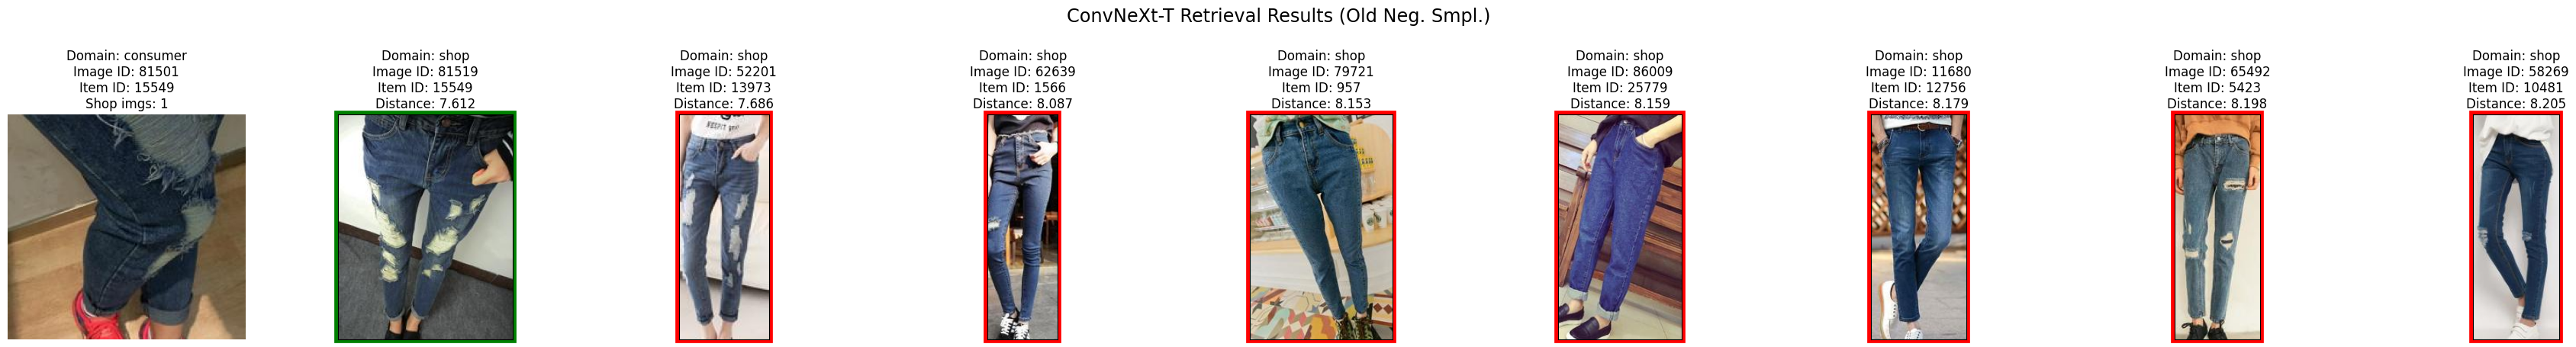 ConvNeXt-T Retrieval Results (Old Neg. Smpl.)
Domain: consumer
Image ID: 81501
Item ID: 15549
Shop imgs: 1
Domain: shop
Image ID: 81519
Item ID: 15549
Distance: 7.612
Domain: shop
Image ID: 52201
Item ID: 13973
Distance: 7.686
Domain: shop
Image ID: 62639
Item ID: 1566
Distance: 8.087
Domain: shop
Image ID: 79721
Item ID: 957
Distance: 8.153
Domain: shop
Image ID: 86009
Item ID: 25779
Distance: 8.159
Domain: shop
Image ID: 11680
Item ID: 12756
Distance: 8.179
Domain: shop
Image ID: 65492
Item ID: 5423
Distance: 8.198
Domain: shop
Image ID: 58269
Item ID: 10481
Distance: 8.205